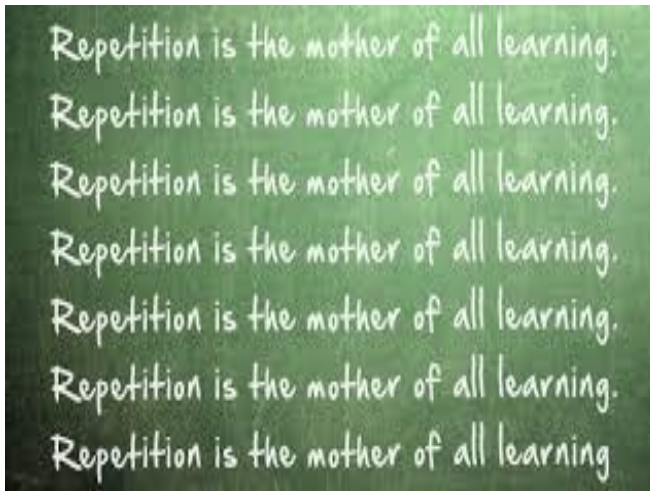 Repetition is the mother of all learning.
Repetition is the mother of all learning.
Repetition is the mother of all learning.
Repetition is the mother of all learning.
Repetition is the mother of all learning.
Repetition is the mother of all learning.
Repetition is the mother of all learning